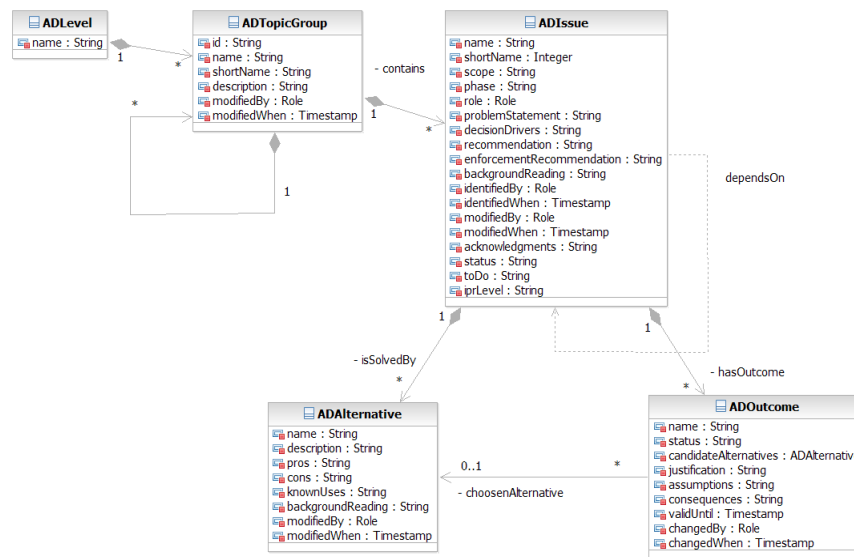 ADLevel
name : String
1
*
ADTopicGroup
id : String
name : String
shortName : String
description : String
modifiedBy : Role
modifiedWhen : Timestamp
*
1
- contains
1
*
ADIssue
name : String
shortName : Integer
scope : String
phase : String
role : Role
problemStatement : String
decisionDrivers : String
recommendation : String
enforcementRecommendation : String
backgroundReading : String
identifiedBy : Role
identifiedWhen : Timestamp
modifiedBy : Role
modifiedWhen : Timestamp
acknowledgments : String
status : String
toDo : String
iprLevel : String
dependsOn
1
- isSolvedBy
*
1
- hasOutcome
*
ADAlternative
name : String
description : String
pros : String
cons : String
knownUses : String
backgroundReading : String
modifiedBy : Role
modifiedWhen : Timestamp
0..1
*
- choosenAlternative
ADOutcome
name : String
status : String
candidateAlternatives : ADAlternativ
justification : String
assumptions : String
consequences : String
validUntil : Timestamp
changedBy : Role
changedWhen : Timestamp